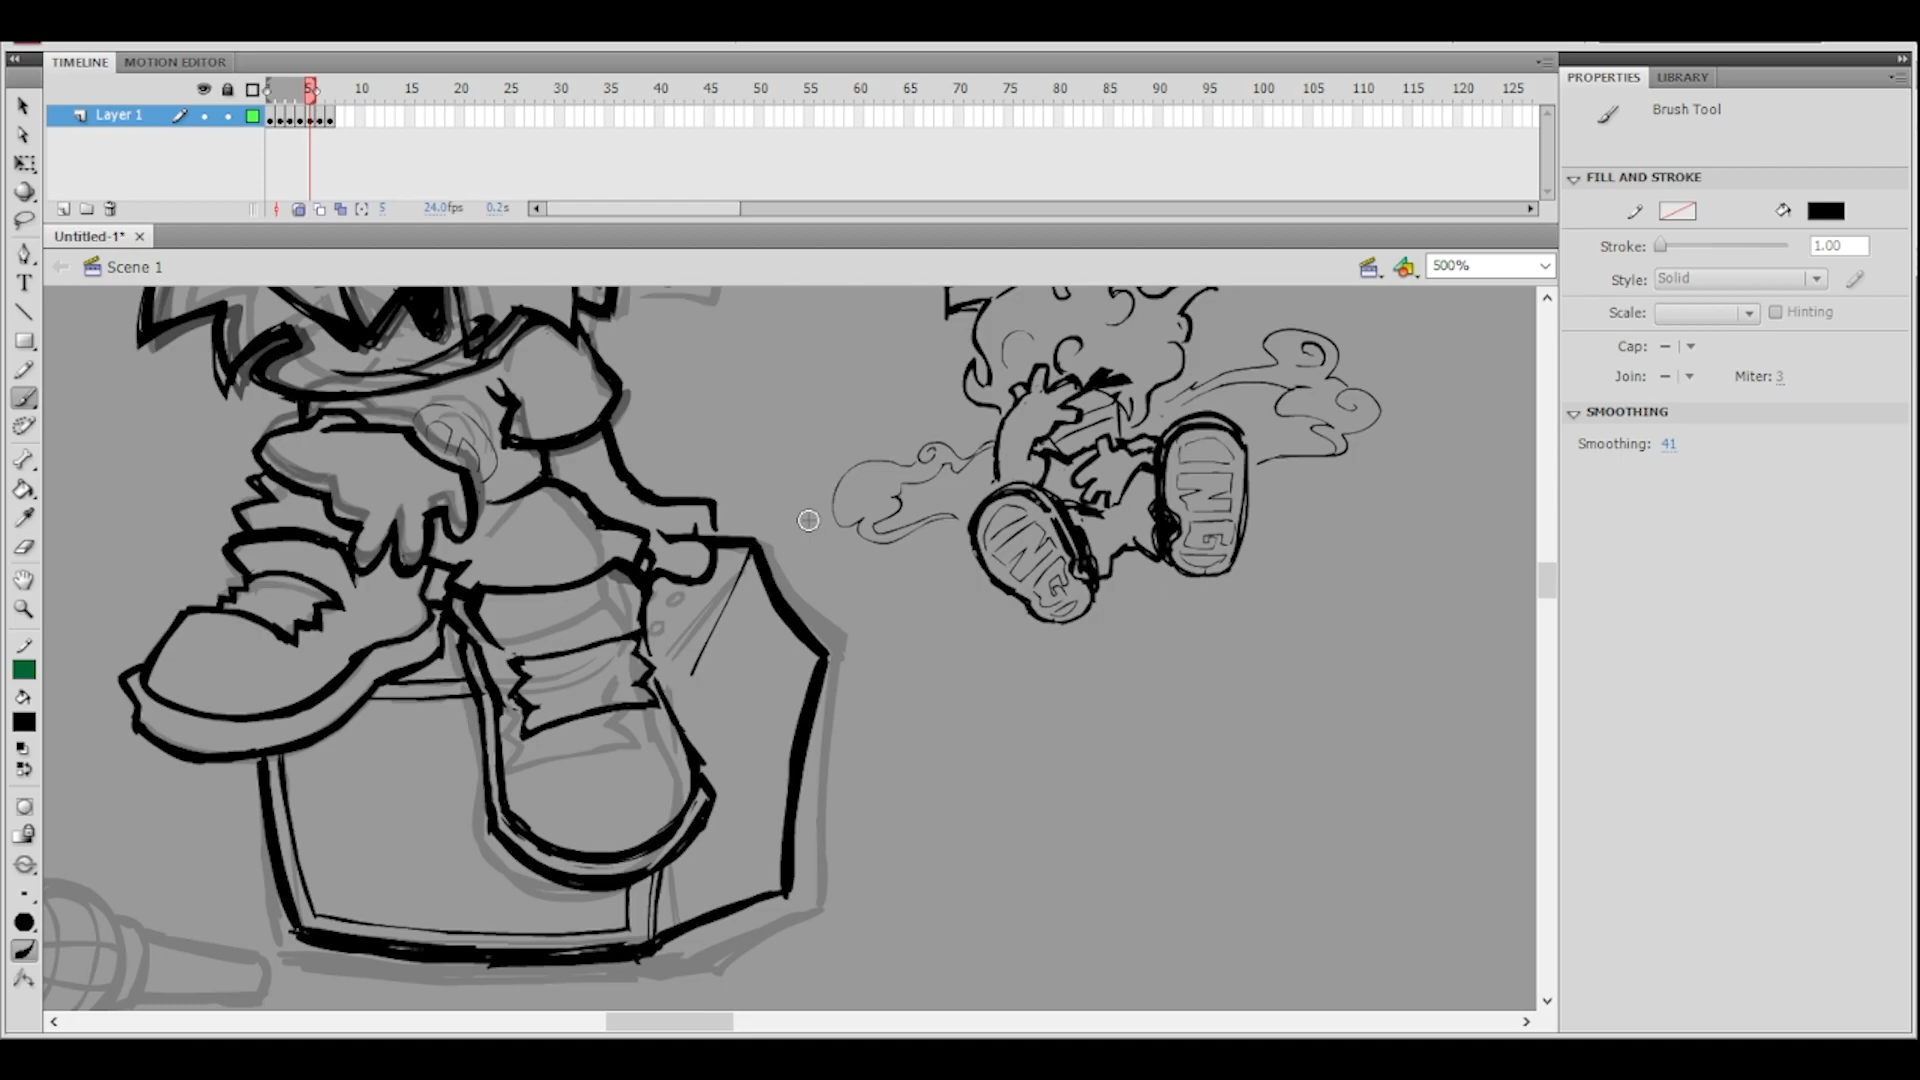 TIMELINE MOTION EDITOR
5 10 15 20 25 30 35 40 45 50 55 60 65 70 75 80 85 90 95 100 105 110 115 120 125
Layer 1
5 24.0fps 0.2s
Untitled-1*
Scene 1
500%
PROPERTIES LIBRARY
Brush Tool
FILL AND STROKE
Stroke: 1.00
Style: Solid
Scale: Hinting
Cap:
Join: Miter: 3
SMOOTHING
Smoothing: 41
ING
ING